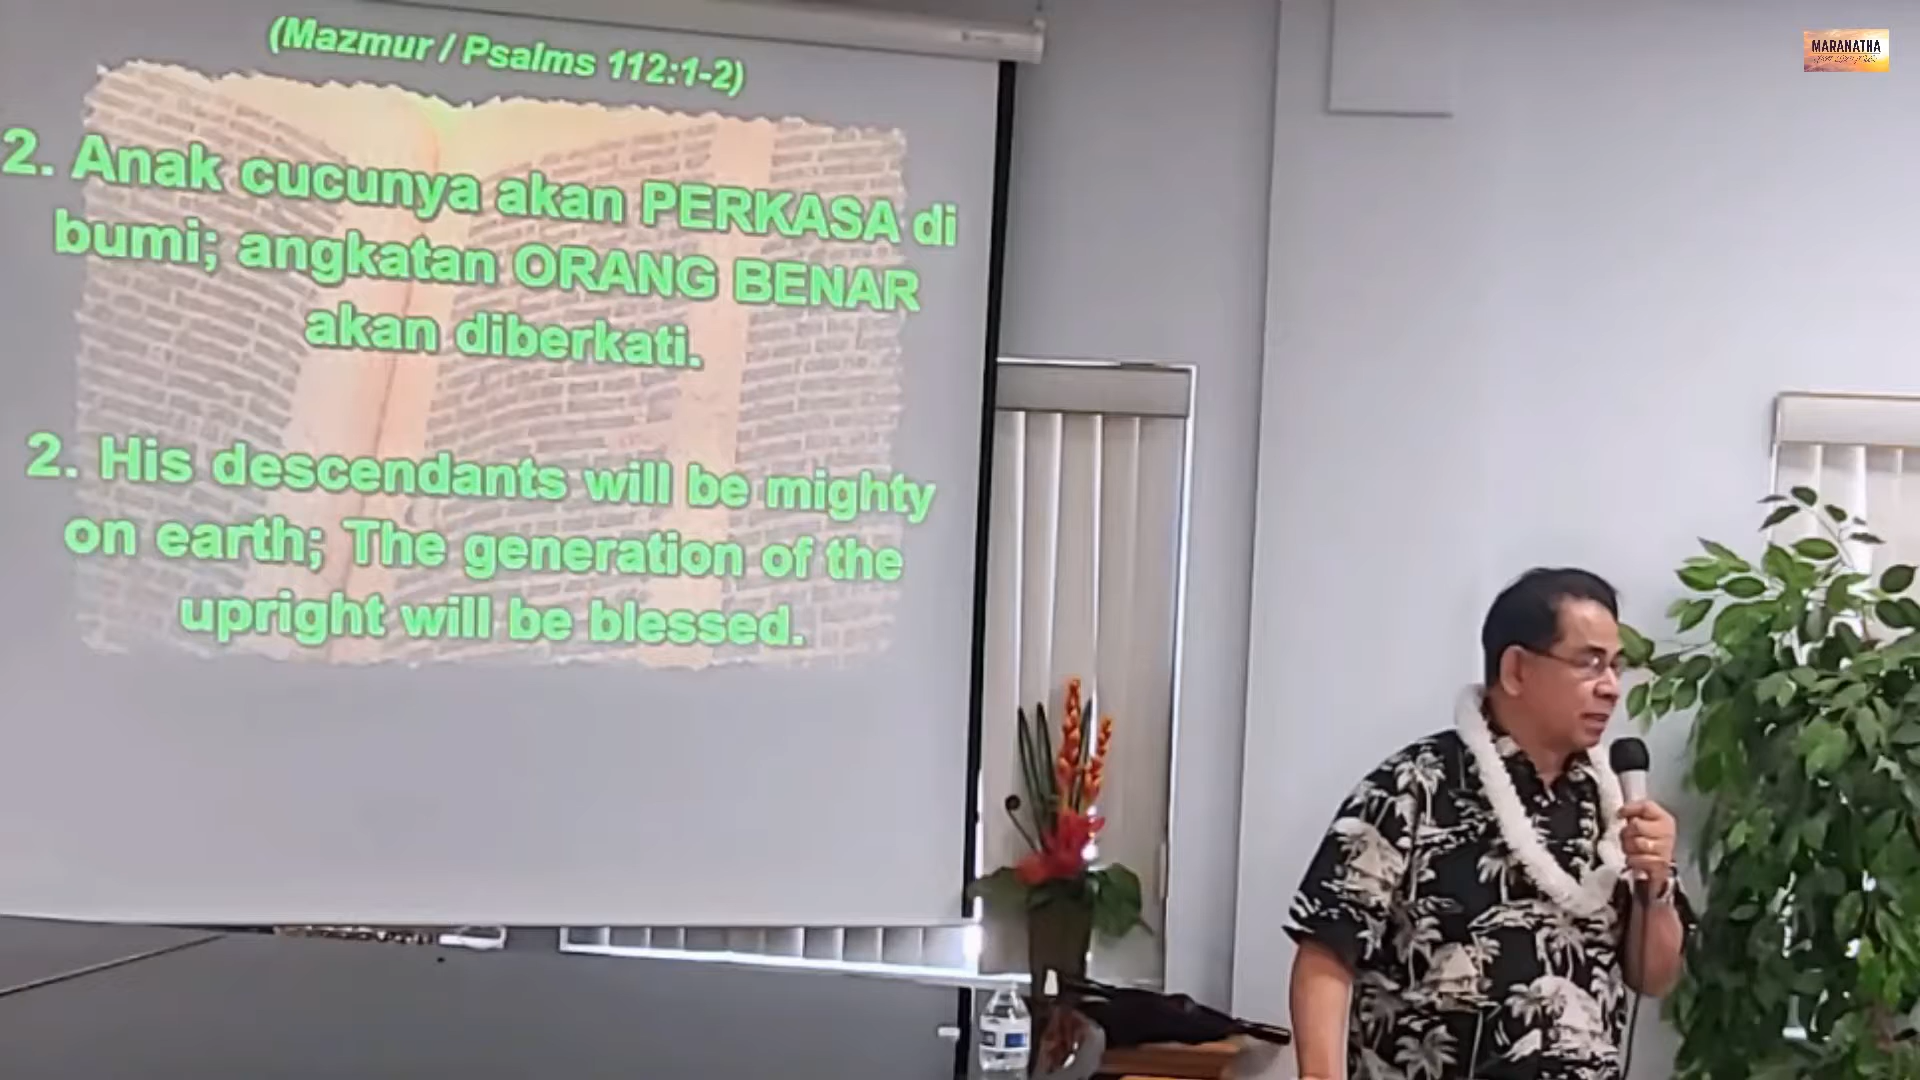 (Mazmur / Psalms 112:1-2)
2. Anak cucunya akan PERKASA di
bumi; angkatan ORANG BENAR
akan diberkati.
2. His descendants will be mighty
on earth; The generation of the
upright will be blessed.
MARANATHA